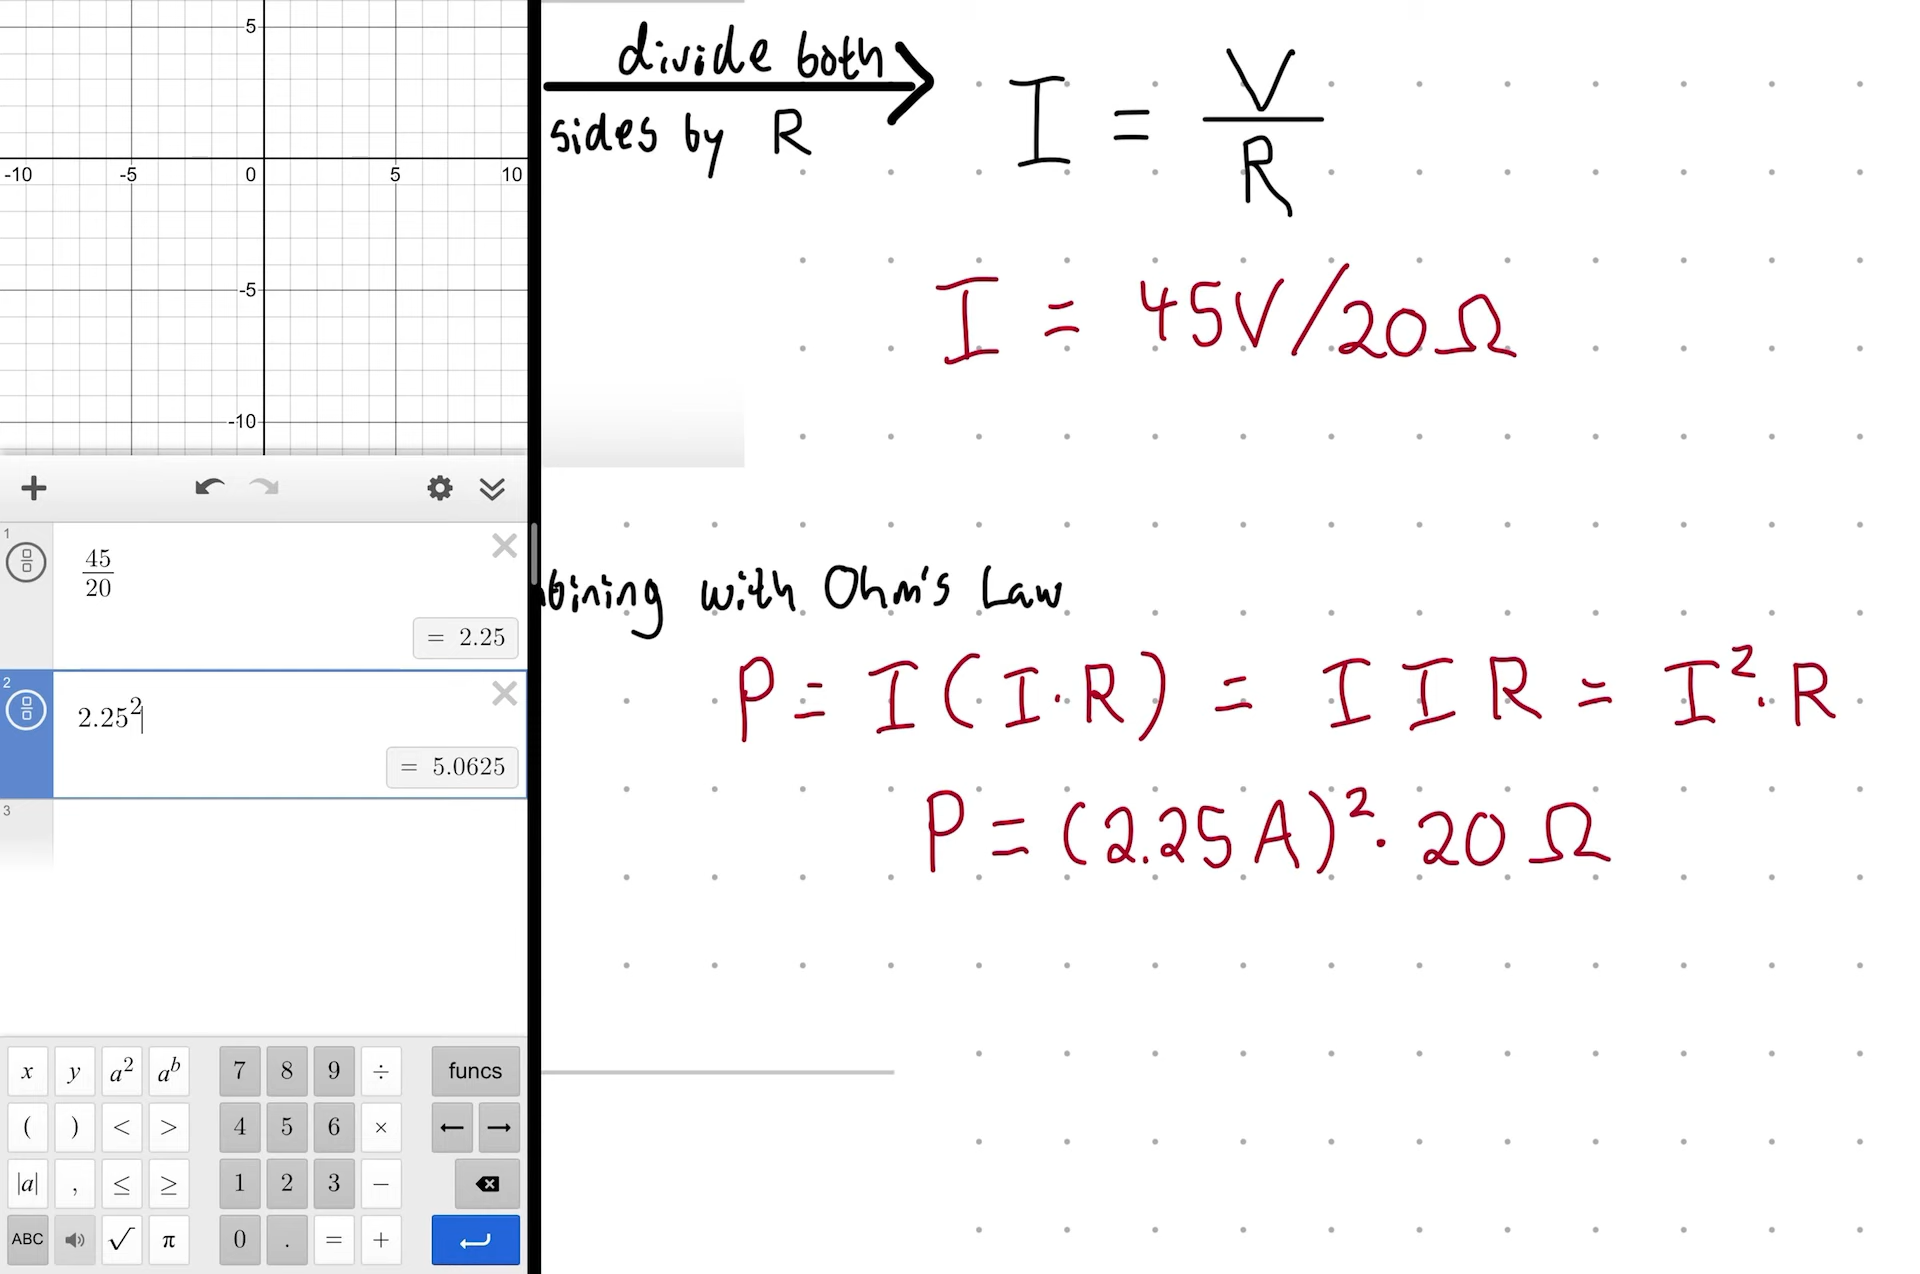 5
-10 -5 0 5 10
-5
-10
1
45
20
= 2.25
2
2.25²
= 5.0625
3
x y a² aᵇ 7 8 9 ÷ funcs
( ) < > 4 5 6 × ← →
|a| , ≤ ≥ 1 2 3 −
ABC √ π 0 . = +
divide both
sides by R
I = V/R
I = 45V/20Ω
with Ohm's Law
P = I(I·R) = I I R = I²·R
P = (2.25A)²·20Ω